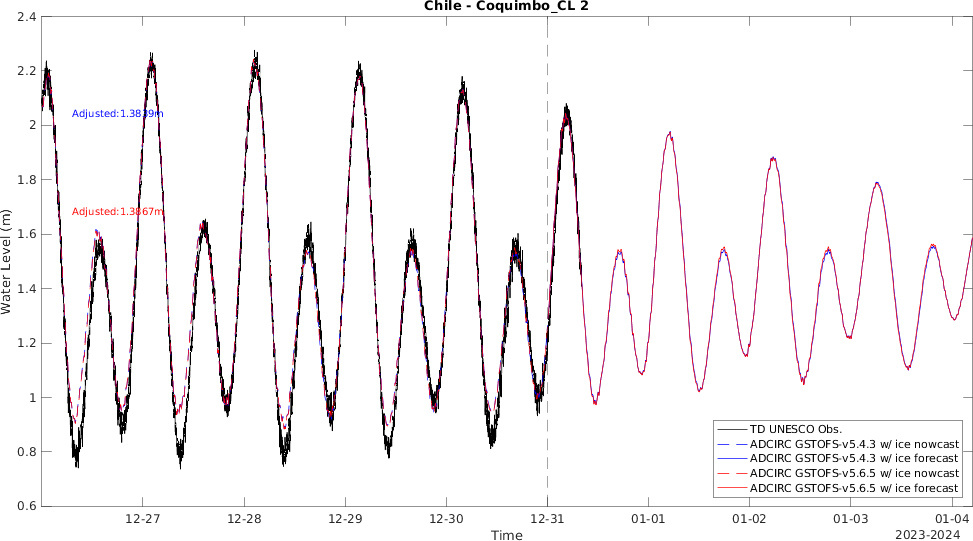 Chile - Coquimbo_CL 2
2.4
2.2
2
1.8
1.6
1.4
1.2
1
0.8
0.6
Water Level (m)
Adjusted:1.3839m
Adjusted:1.3867m
TD UNESCO Obs.
ADCIRC GSTOFS-v5.4.3 w/ ice nowcast
ADCIRC GSTOFS-v5.4.3 w/ ice forecast
ADCIRC GSTOFS-v5.6.5 w/ ice nowcast
ADCIRC GSTOFS-v5.6.5 w/ ice forecast
12-27 12-28 12-29 12-30 12-31 01-01 01-02 01-03 01-04
Time
2023-2024